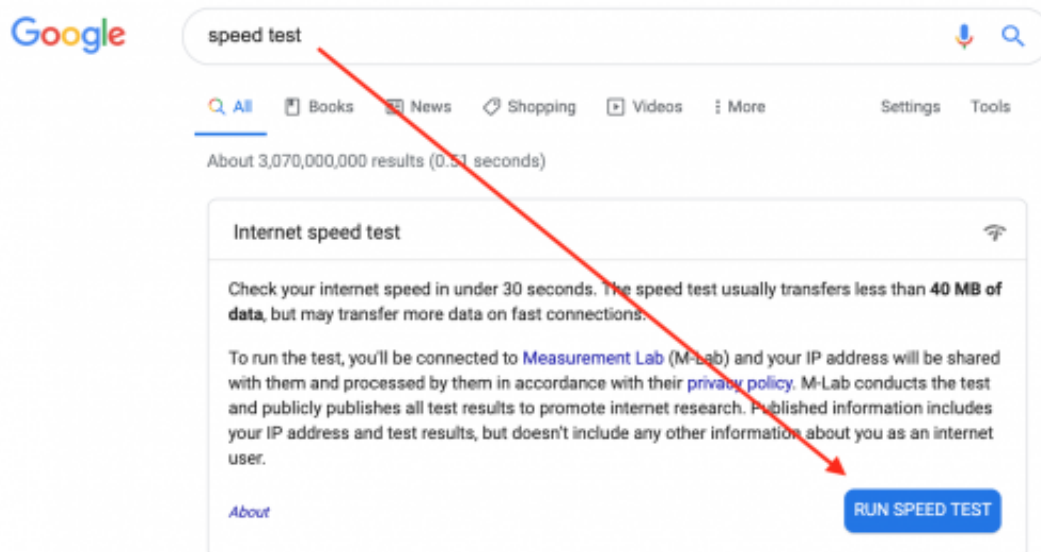 Google
speed test
All Books News Shopping Videos More Settings Tools
About 3,070,000,000 results (0.51 seconds)
Internet speed test
Check your internet speed in under 30 seconds. The speed test usually transfers less than 40 MB of
data, but may transfer more data on fast connections.
To run the test, you'll be connected to Measurement Lab (M-Lab) and your IP address will be shared
with them and processed by them in accordance with their privacy policy. M-Lab conducts the test
and publicly publishes all test results to promote internet research. Published information includes
your IP address and test results, but doesn't include any other information about you as an internet
user.
About
RUN SPEED TEST